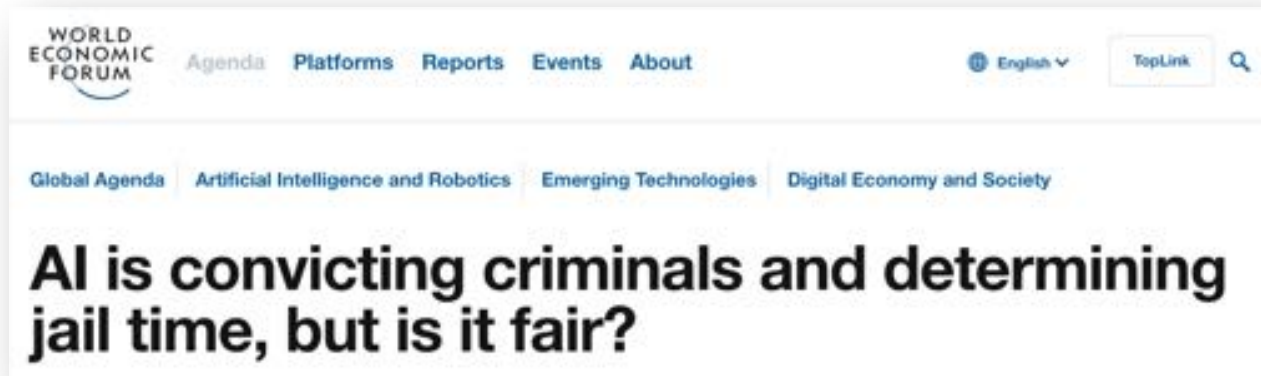 WORLD
ECONOMIC
FORUM
Agenda Platforms Reports Events About English TopLink
Global Agenda Artificial Intelligence and Robotics Emerging Technologies Digital Economy and Society
AI is convicting criminals and determining
jail time, but is it fair?